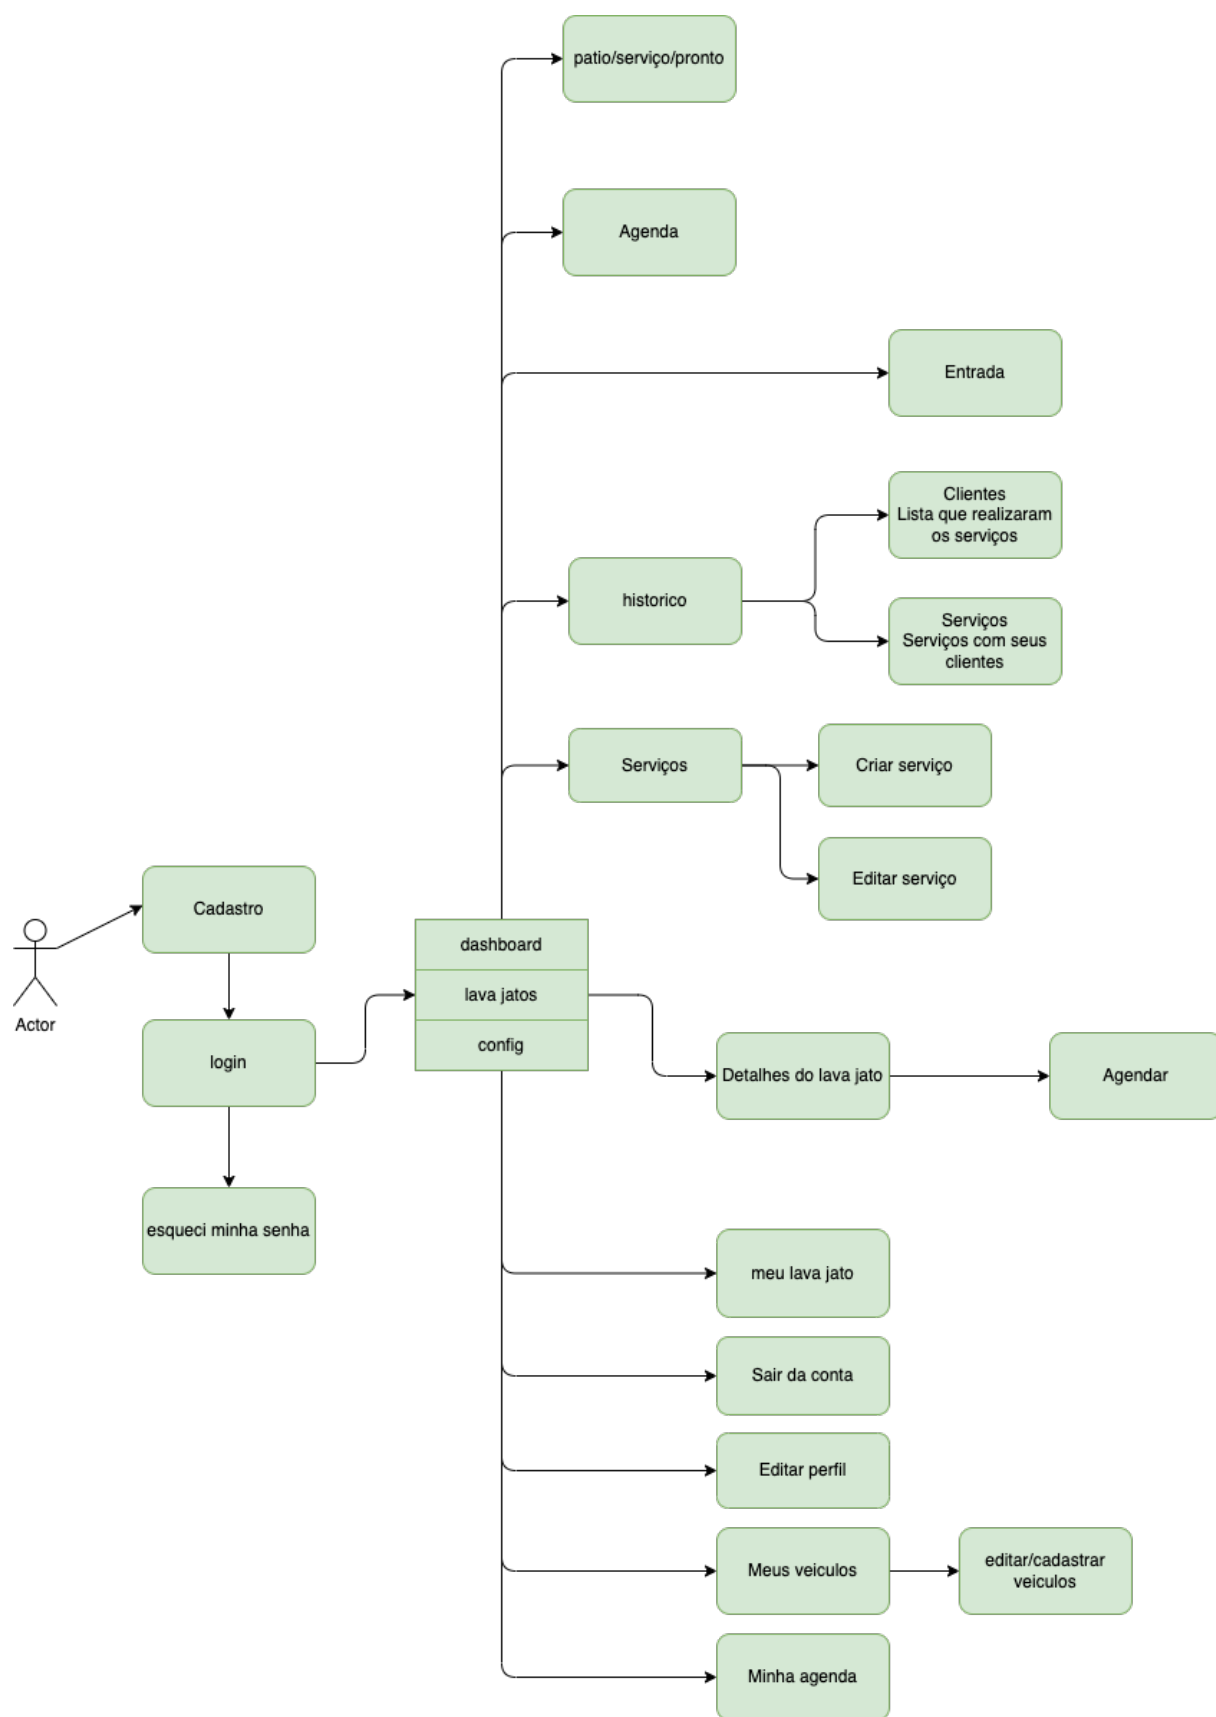 patio/serviço/pronto
Agenda
Entrada
Clientes
Lista que realizaram
os serviços
historico
Serviços
Serviços com seus
clientes
Serviços
Criar serviço
Editar serviço
Cadastro
Actor
login
esqueci minha senha
dashboard
lava jatos
config
Detalhes do lava jato
Agendar
meu lava jato
Sair da conta
Editar perfil
Meus veiculos
editar/cadastrar
veiculos
Minha agenda